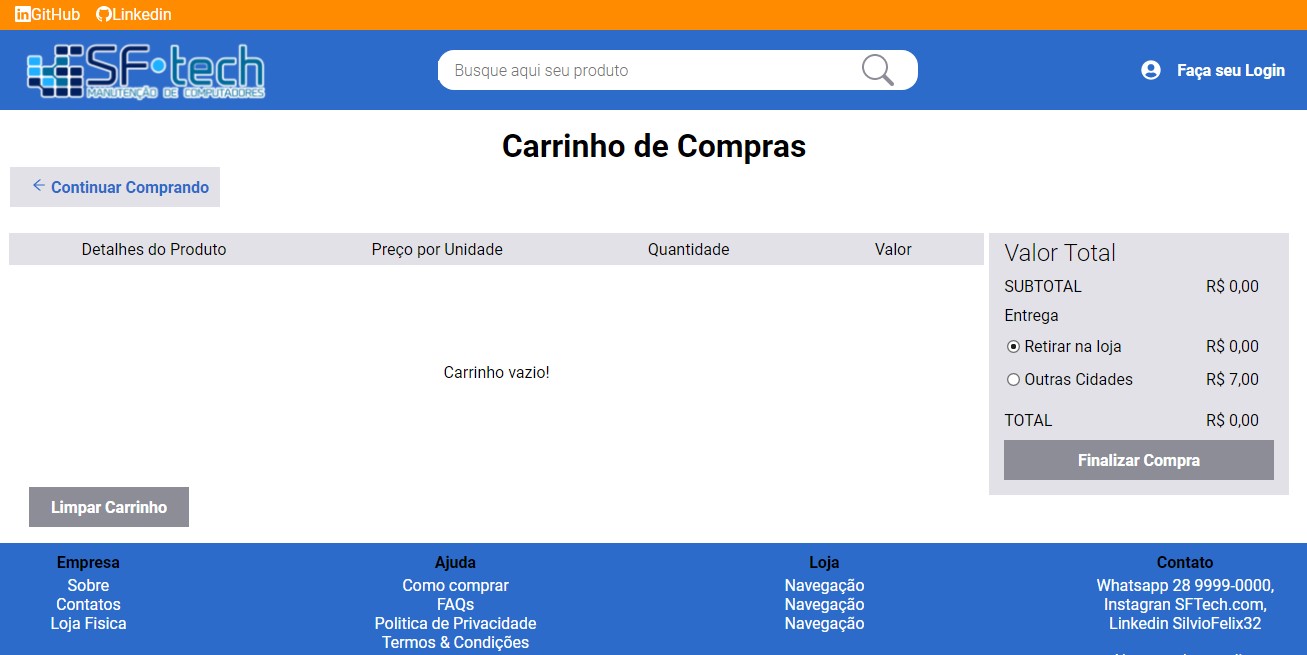 GitHub Linkedin
SF·tech
MANUTENÇÃO DE COMPUTADORES
Busque aqui seu produto
Faça seu Login
Carrinho de Compras
Continuar Comprando
Detalhes do Produto Preço por Unidade Quantidade Valor
Carrinho vazio!
Limpar Carrinho
Valor Total
SUBTOTAL R$ 0,00
Entrega
Retirar na loja R$ 0,00
Outras Cidades R$ 7,00
TOTAL R$ 0,00
Finalizar Compra
Empresa
Sobre
Contatos
Loja Fisica
Ajuda
Como comprar
FAQs
Politica de Privacidade
Termos & Condições
Loja
Navegação
Navegação
Navegação
Contato
Whatsapp 28 9999-0000,
Instagran SFTech.com,
Linkedin SilvioFelix32